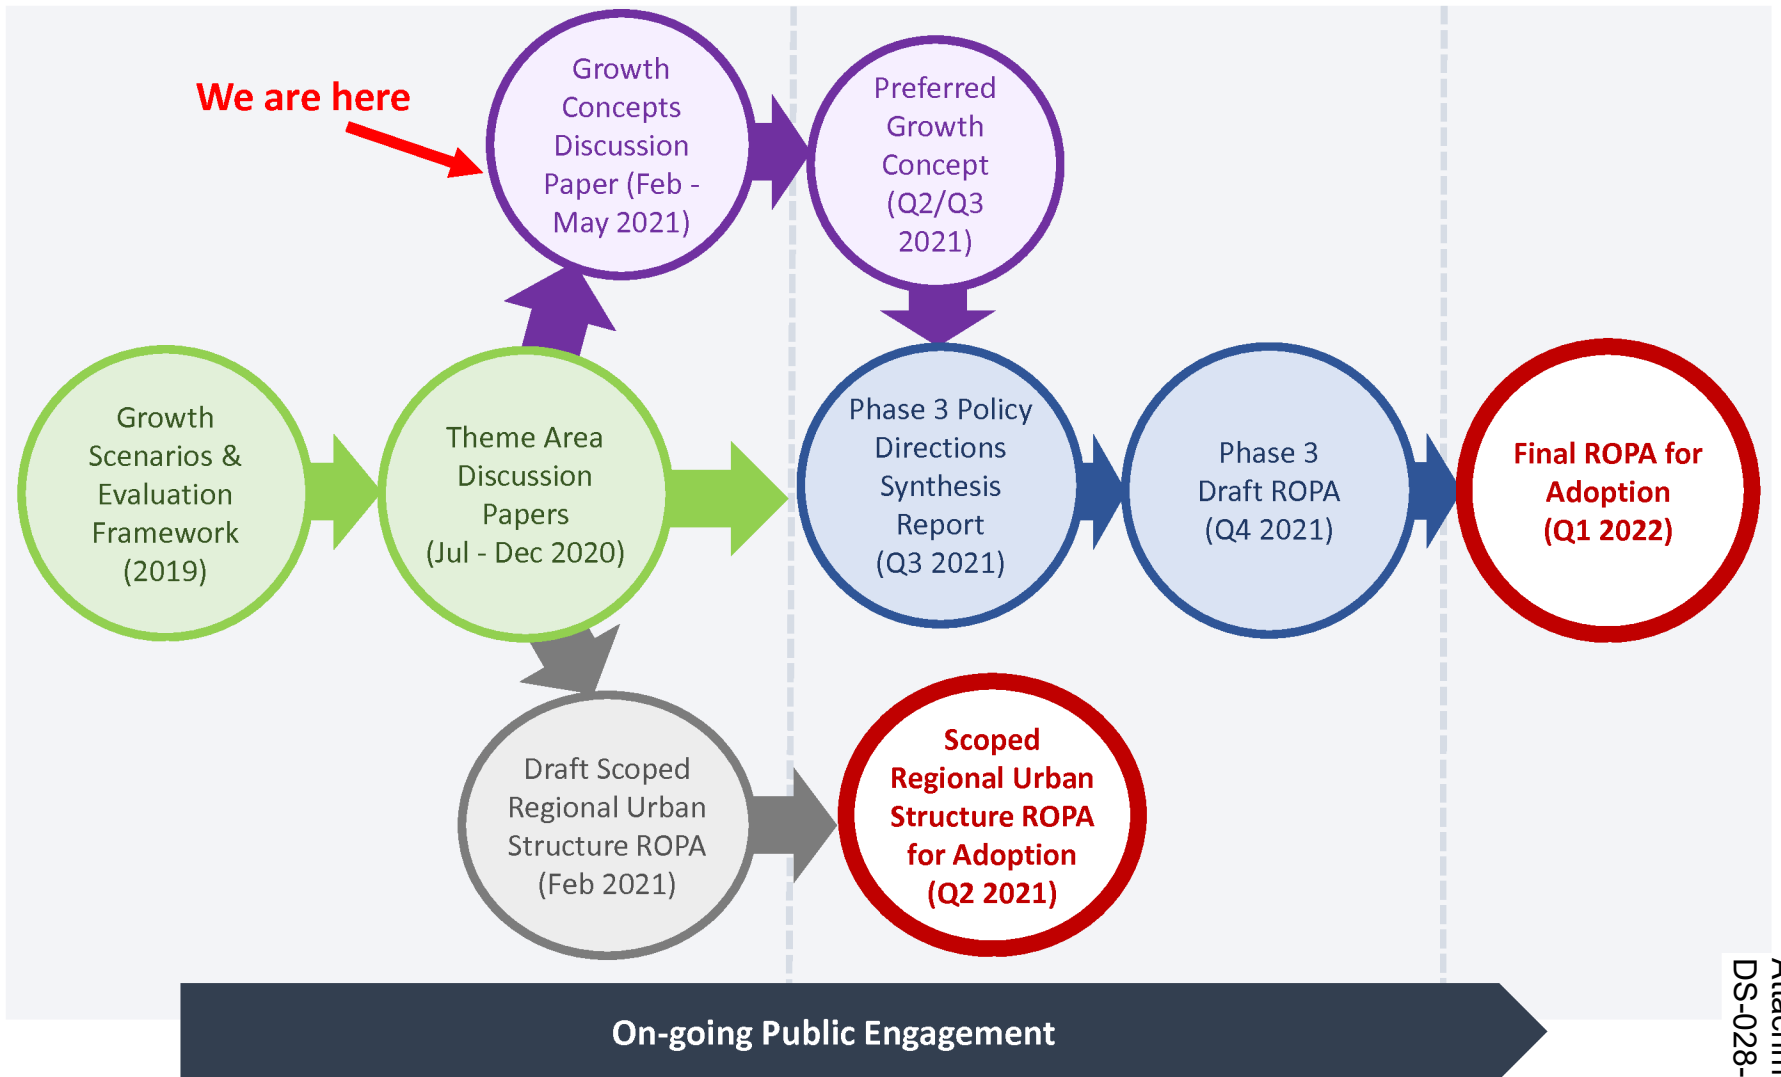 We are here
Growth
Concepts
Discussion
Paper (Feb -
May 2021)
Preferred
Growth
Concept
(Q2/Q3
2021)
Growth
Scenarios &
Evaluation
Framework
(2019)
Theme Area
Discussion
Papers
(Jul - Dec 2020)
Phase 3 Policy
Directions
Synthesis
Report
(Q3 2021)
Phase 3
Draft ROPA
(Q4 2021)
Final ROPA for
Adoption
(Q1 2022)
Draft Scoped
Regional Urban
Structure ROPA
(Feb 2021)
Scoped
Regional Urban
Structure ROPA
for Adoption
(Q2 2021)
On-going Public Engagement
DS-028-